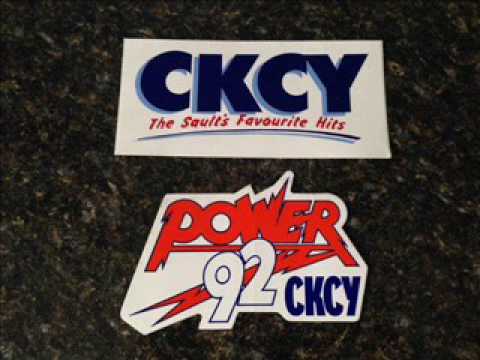 CKCY
The Sault's Favourite Hits
POWER
92 CKCY